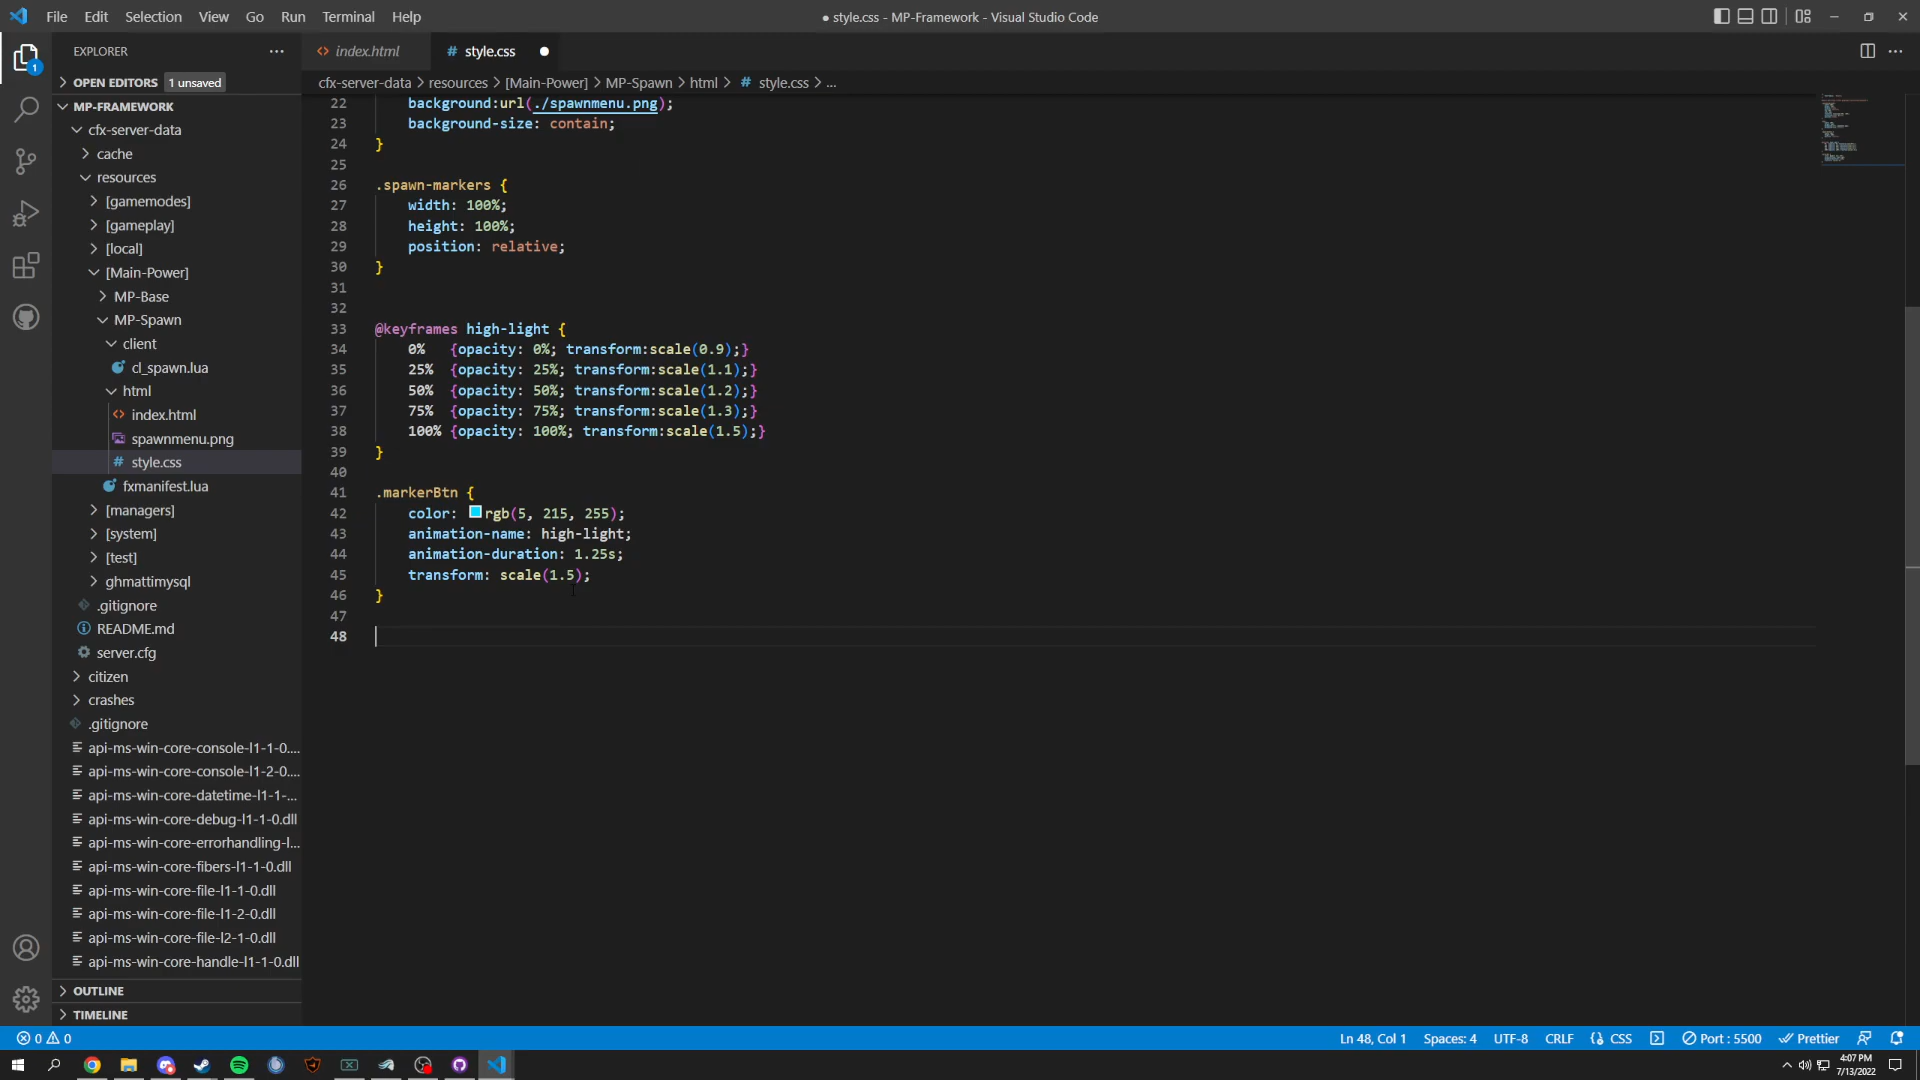 File Edit Selection View Go Run Terminal Help
● style.css - MP-Framework - Visual Studio Code
EXPLORER
index.html
style.css
OPEN EDITORS 1 unsaved
cfx-server-data > resources > [Main-Power] > MP-Spawn > html > # style.css > ...
MP-FRAMEWORK
cfx-server-data
cache
resources
[gamemodes]
[gameplay]
[local]
[Main-Power]
MP-Base
MP-Spawn
client
cl_spawn.lua
html
index.html
spawnmenu.png
style.css
fxmanifest.lua
[managers]
[system]
[test]
ghmattimysql
.gitignore
README.md
server.cfg
citizen
crashes
.gitignore
api-ms-win-core-console-l1-1-0....
api-ms-win-core-console-l1-2-0....
api-ms-win-core-datetime-l1-1-...
api-ms-win-core-debug-l1-1-0.dll
api-ms-win-core-errorhandling-l...
api-ms-win-core-fibers-l1-1-0.dll
api-ms-win-core-file-l1-1-0.dll
api-ms-win-core-file-l1-2-0.dll
api-ms-win-core-file-l2-1-0.dll
api-ms-win-core-handle-l1-1-0.dll
OUTLINE
TIMELINE
22 background:url(./spawnmenu.png);
23 background-size: contain;
24 }
25
26 .spawn-markers {
27 width: 100%;
28 height: 100%;
29 position: relative;
30 }
31
32
33 @keyframes high-light {
34 0% {opacity: 0%; transform:scale(0.9);}
35 25% {opacity: 25%; transform:scale(1.1);}
36 50% {opacity: 50%; transform:scale(1.2);}
37 75% {opacity: 75%; transform:scale(1.3);}
38 100% {opacity: 100%; transform:scale(1.5);}
39 }
40
41 .markerBtn {
42 color: rgb(5, 215, 255);
43 animation-name: high-light;
44 animation-duration: 1.25s;
45 transform: scale(1.5);
46 }
47
48
0 0
Ln 48, Col 1 Spaces: 4 UTF-8 CRLF {} CSS Port : 5500 Prettier
4:07 PM
7/13/2022